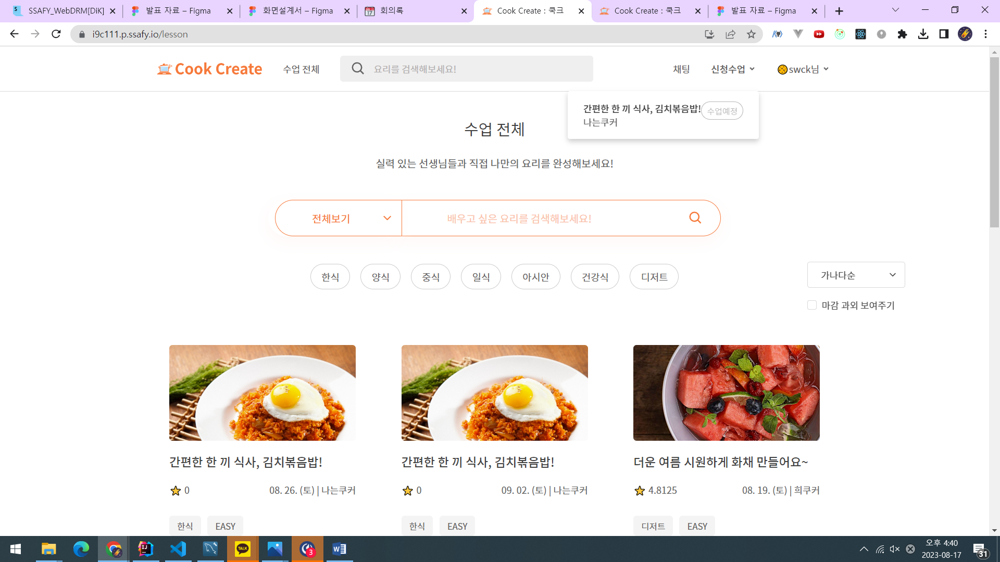 SSAFY_WebDRM[DiK]
발표 자료 – Figma
화면설계서 – Figma
17
회의록
Cook Create : 쿡크
Cook Create : 쿡크
발표 자료 – Figma
i9c111.p.ssafy.io/lesson
Cook Create
수업 전체
요리를 검색해보세요!
채팅
신청수업
swck님
간편한 한 끼 식사, 김치볶음밥!
수업예정
나는쿠커
수업 전체
실력 있는 선생님들과 직접 나만의 요리를 완성해보세요!
전체보기
배우고 싶은 요리를 검색해보세요!
한식
양식
중식
일식
아시안
건강식
디저트
가나다순
마감 과외 보여주기
간편한 한 끼 식사, 김치볶음밥!
0
08. 26. (토) | 나는쿠커
한식
EASY
간편한 한 끼 식사, 김치볶음밥!
0
09. 02. (토) | 나는쿠커
한식
EASY
더운 여름 시원하게 화채 만들어요~
4.8125
08. 19. (토) | 희쿠커
디저트
EASY
IJ
TALK
3
W
오후 4:40
2023-08-17
31